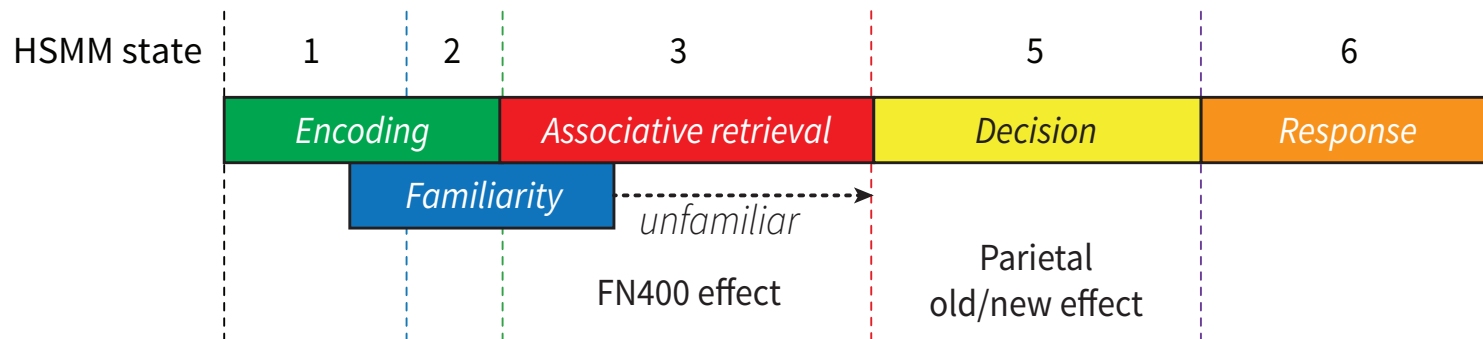 HSMM state 1 2 3 5 6
Encoding Associative retrieval Decision Response
Familiarity
unfamiliar
FN400 effect
Parietal
old/new effect